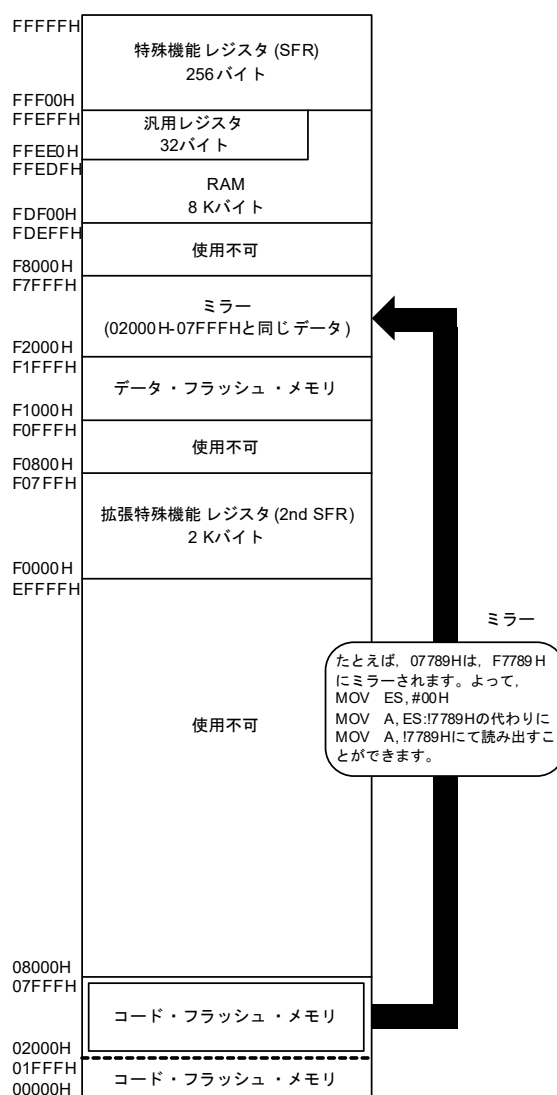 FFFFFH
特殊機能レジスタ(SFR)
256バイト
FFF00H
FFEFFH
汎用レジスタ
32バイト
FFEE0H
FFEDFH
RAM
8 Kバイト
FDF00H
FDEFFH
使用不可
F8000H
F7FFFH
ミラー
(02000H-07FFFHと同じデータ)
F2000H
F1FFFH
データ・フラッシュ・メモリ
F1000H
F0FFFH
使用不可
F0800H
F07FFH
拡張特殊機能レジスタ(2nd SFR)
2 Kバイト
F0000H
EFFFFH
ミラー
たとえば，07789Hは，F7789H
にミラーされます。よって，
MOV ES, #00H
MOV A, ES:!7789Hの代わりに
MOV A, !7789Hにて読み出すこ
とができます。
使用不可
08000H
07FFFH
コード・フラッシュ・メモリ
02000H
01FFFH
コード・フラッシュ・メモリ
00000H